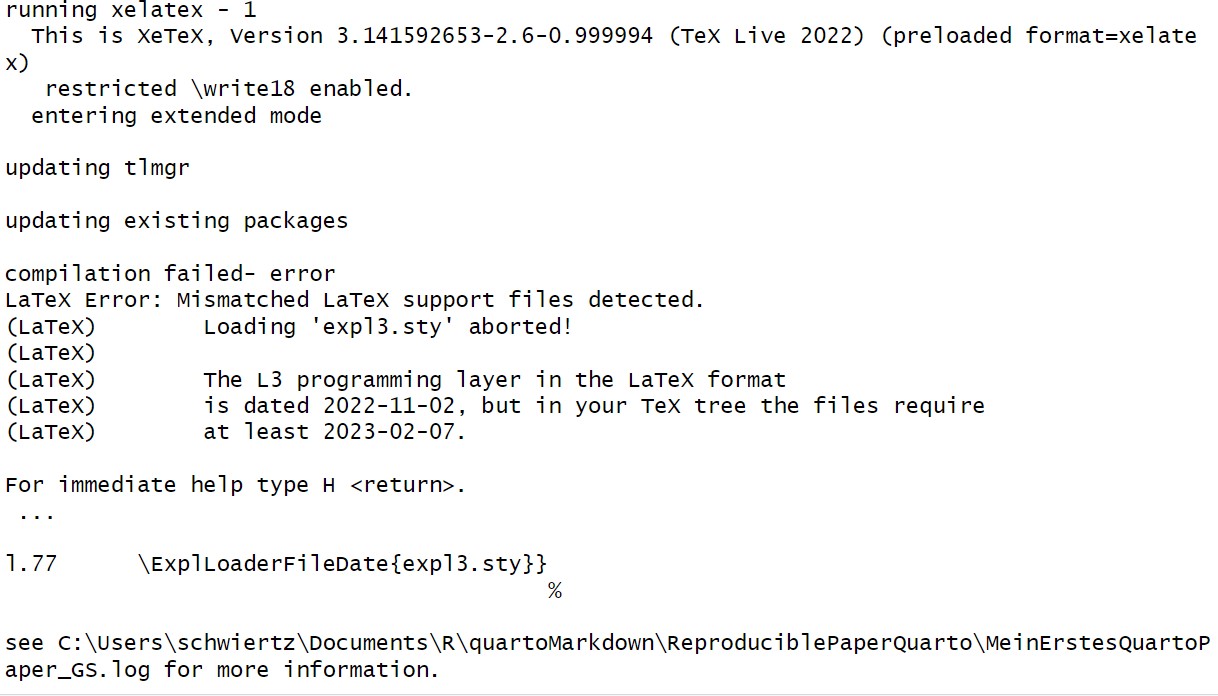 running xelatex - 1
  This is XeTeX, Version 3.141592653-2.6-0.999994 (TeX Live 2022) (preloaded format=xelate
x)
   restricted \write18 enabled.
  entering extended mode

updating tlmgr

updating existing packages

compilation failed- error
LaTeX Error: Mismatched LaTeX support files detected.
(LaTeX)        Loading 'expl3.sty' aborted!
(LaTeX)
(LaTeX)        The L3 programming layer in the LaTeX format
(LaTeX)        is dated 2022-11-02, but in your TeX tree the files require
(LaTeX)        at least 2023-02-07.

For immediate help type H <return>.
 ...

l.77      \ExplLoaderFileDate{expl3.sty}}
                                         %

see C:\Users\schwiertz\Documents\R\quartoMarkdown\ReproduciblePaperQuarto\MeinErstesQuartoP
aper_GS.log for more information.